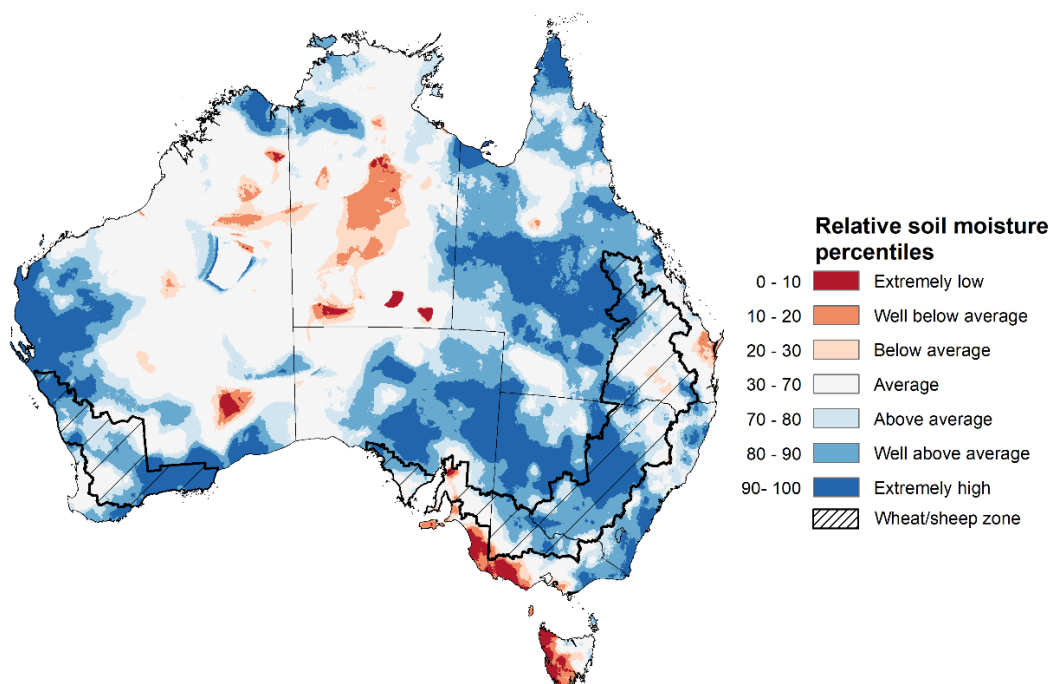 Relative soil moisture
percentiles
0 - 10 Extremely low
10 - 20 Well below average
20 - 30 Below average
30 - 70 Average
70 - 80 Above average
80 - 90 Well above average
90- 100 Extremely high
Wheat/sheep zone